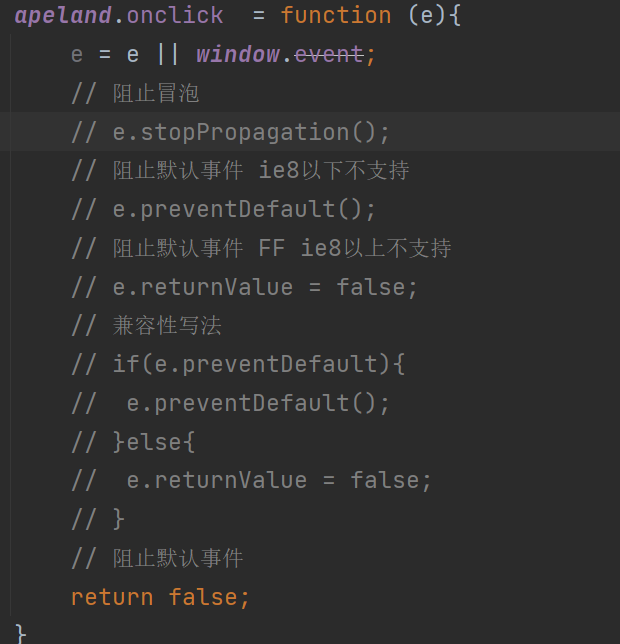 apeland.onclick  = function (e){
    e = e || window.event;
    // 阻止冒泡
    // e.stopPropagation();
    // 阻止默认事件 ie8以下不支持
    // e.preventDefault();
    // 阻止默认事件 FF ie8以上不支持
    // e.returnValue = false;
    // 兼容性写法
    // if(e.preventDefault){
    //  e.preventDefault();
    // }else{
    //  e.returnValue = false;
    // }
    // 阻止默认事件
    return false;
}